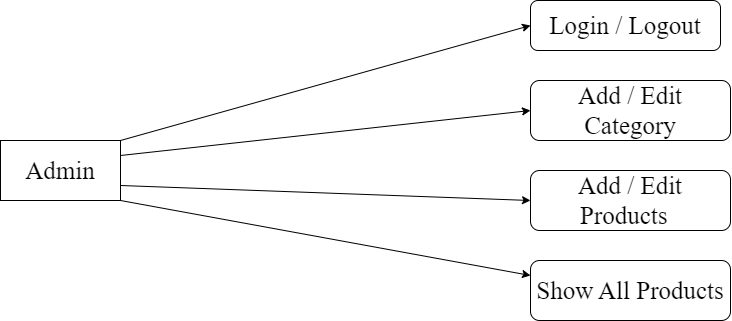 Login / Logout
Add / Edit
Category
Admin
Add / Edit
Products
Show All Products